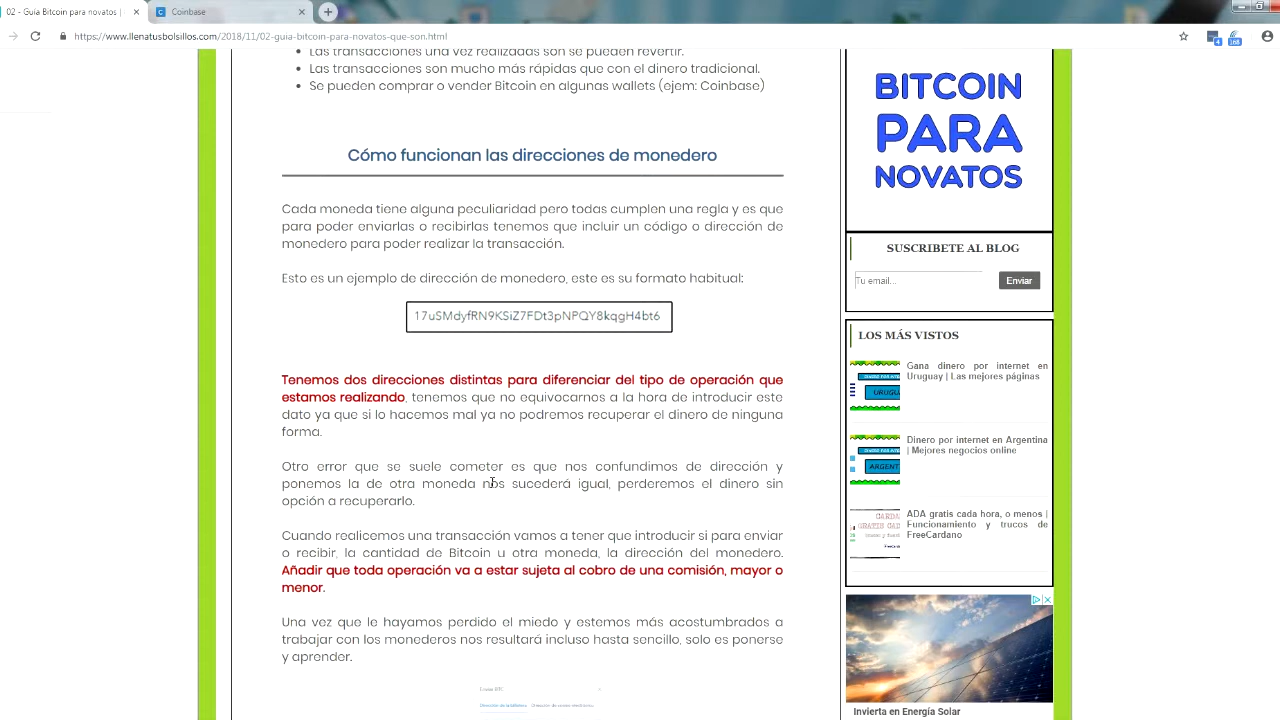 02 - Guía Bitcoin para novatos |
Coinbase
https://www.llenatusbolsillos.com/2018/11/02-guia-bitcoin-para-novatos-que-son.html
4
168
Las transacciones una vez realizadas son se pueden revertir.
Las transacciones son mucho más rápidas que con el dinero tradicional.
Se pueden comprar o vender Bitcoin en algunas wallets (ejem: Coinbase)
Cómo funcionan las direcciones de monedero
Cada moneda tiene alguna peculiaridad pero todas cumplen una regla y es que
para poder enviarlas o recibirlas tenemos que incluir un código o dirección de
monedero para poder realizar la transacción.
Esto es un ejemplo de dirección de monedero, este es su formato habitual:
17uSMdyfRN9KSiZ7FDt3pNPQY8kqgH4bt6
Tenemos dos direcciones distintas para diferenciar del tipo de operación que
estamos realizando, tenemos que no equivocarnos a la hora de introducir este
dato ya que si lo hacemos mal ya no podremos recuperar el dinero de ninguna
forma.
Otro error que se suele cometer es que nos confundimos de dirección y
ponemos la de otra moneda nos sucederá igual, perderemos el dinero sin
opción a recuperarlo.
Cuando realicemos una transacción vamos a tener que introducir si para enviar
o recibir, la cantidad de Bitcoin u otra moneda, la dirección del monedero.
Añadir que toda operación va a estar sujeta al cobro de una comisión, mayor o
menor.
Una vez que le hayamos perdido el miedo y estemos más acostumbrados a
trabajar con los monederos nos resultará incluso hasta sencillo, solo es ponerse
y aprender.
BITCOIN
PARA
NOVATOS
SUSCRIBETE AL BLOG
Tu email...
Enviar
LOS MÁS VISTOS
Gana dinero por internet en
Uruguay | Las mejores páginas
Dinero por internet en Argentina
| Mejores negocios online
ADA gratis cada hora, o menos |
Funcionamiento y trucos de
FreeCardano
Invierta en Energía Solar